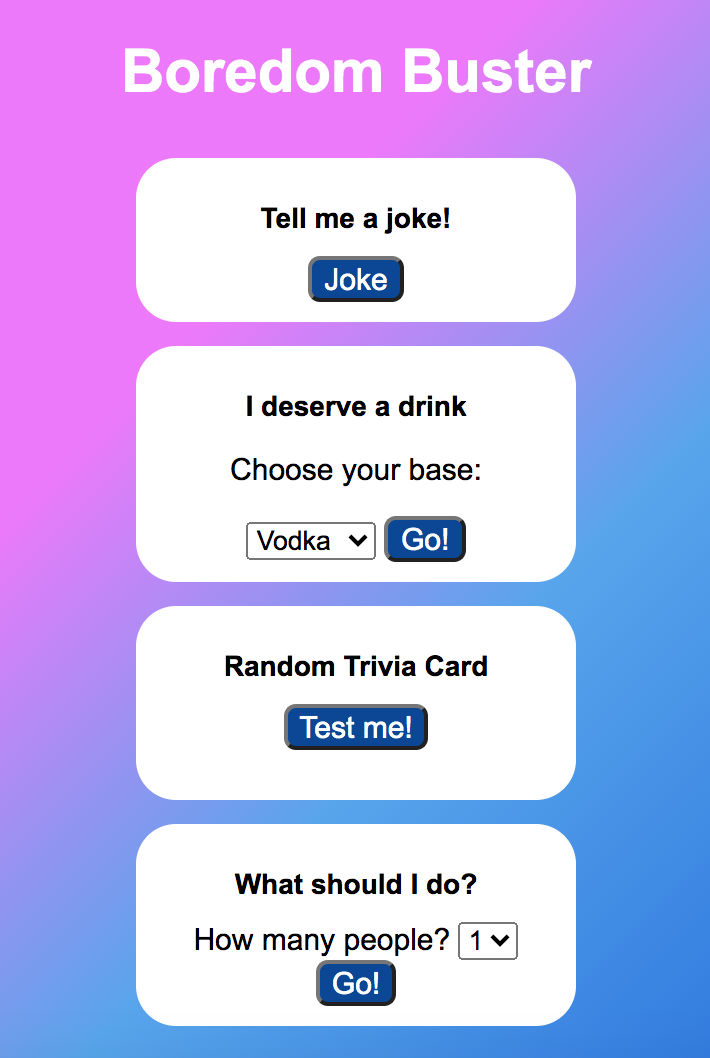 Boredom Buster
Tell me a joke!
Joke
I deserve a drink
Choose your base:
Vodka Go!
Random Trivia Card
Test me!
What should I do?
How many people? 1
Go!